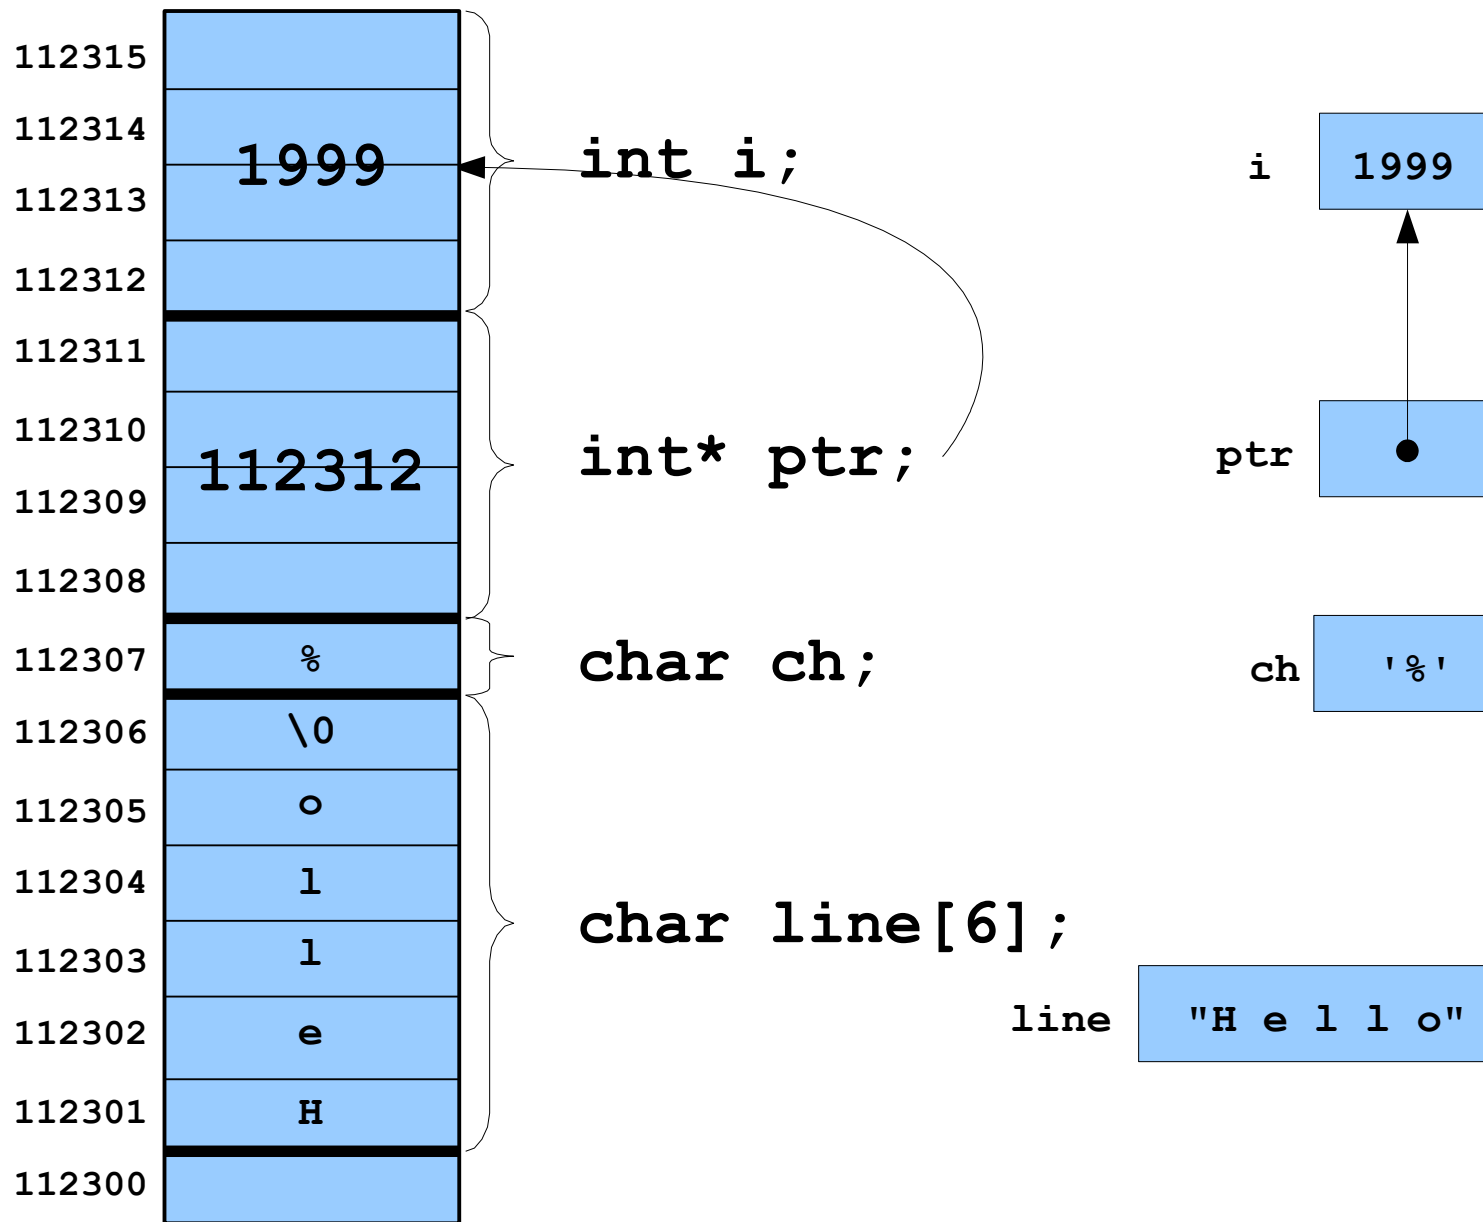 112315
112314
1999
int i;
i
1999
112313
112312
112311
112310
112312
int* ptr;
ptr
112309
112308
112307
%
char ch;
ch
'%'
112306
\0
112305
o
112304
l
char line[6];
112303
l
line
"H e l l o"
112302
e
112301
H
112300